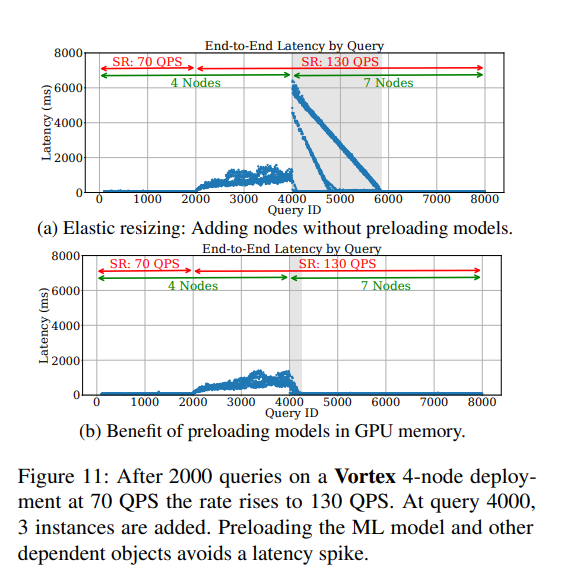 End-to-End Latency by Query
8000
SR: 70 QPS
SR: 130 QPS
4 Nodes
7 Nodes
6000
4000
2000
0
Latency (ms)
0 1000 2000 3000 4000 5000 6000 7000 8000
Query ID
(a) Elastic resizing: Adding nodes without preloading models.
End-to-End Latency by Query
8000
SR: 70 QPS
SR: 130 QPS
4 Nodes
7 Nodes
6000
4000
2000
0
Latency (ms)
0 1000 2000 3000 4000 5000 6000 7000 8000
Query ID
(b) Benefit of preloading models in GPU memory.
Figure 11: After 2000 queries on a Vortex 4-node deploy-
ment at 70 QPS the rate rises to 130 QPS. At query 4000,
3 instances are added. Preloading the ML model and other
dependent objects avoids a latency spike.